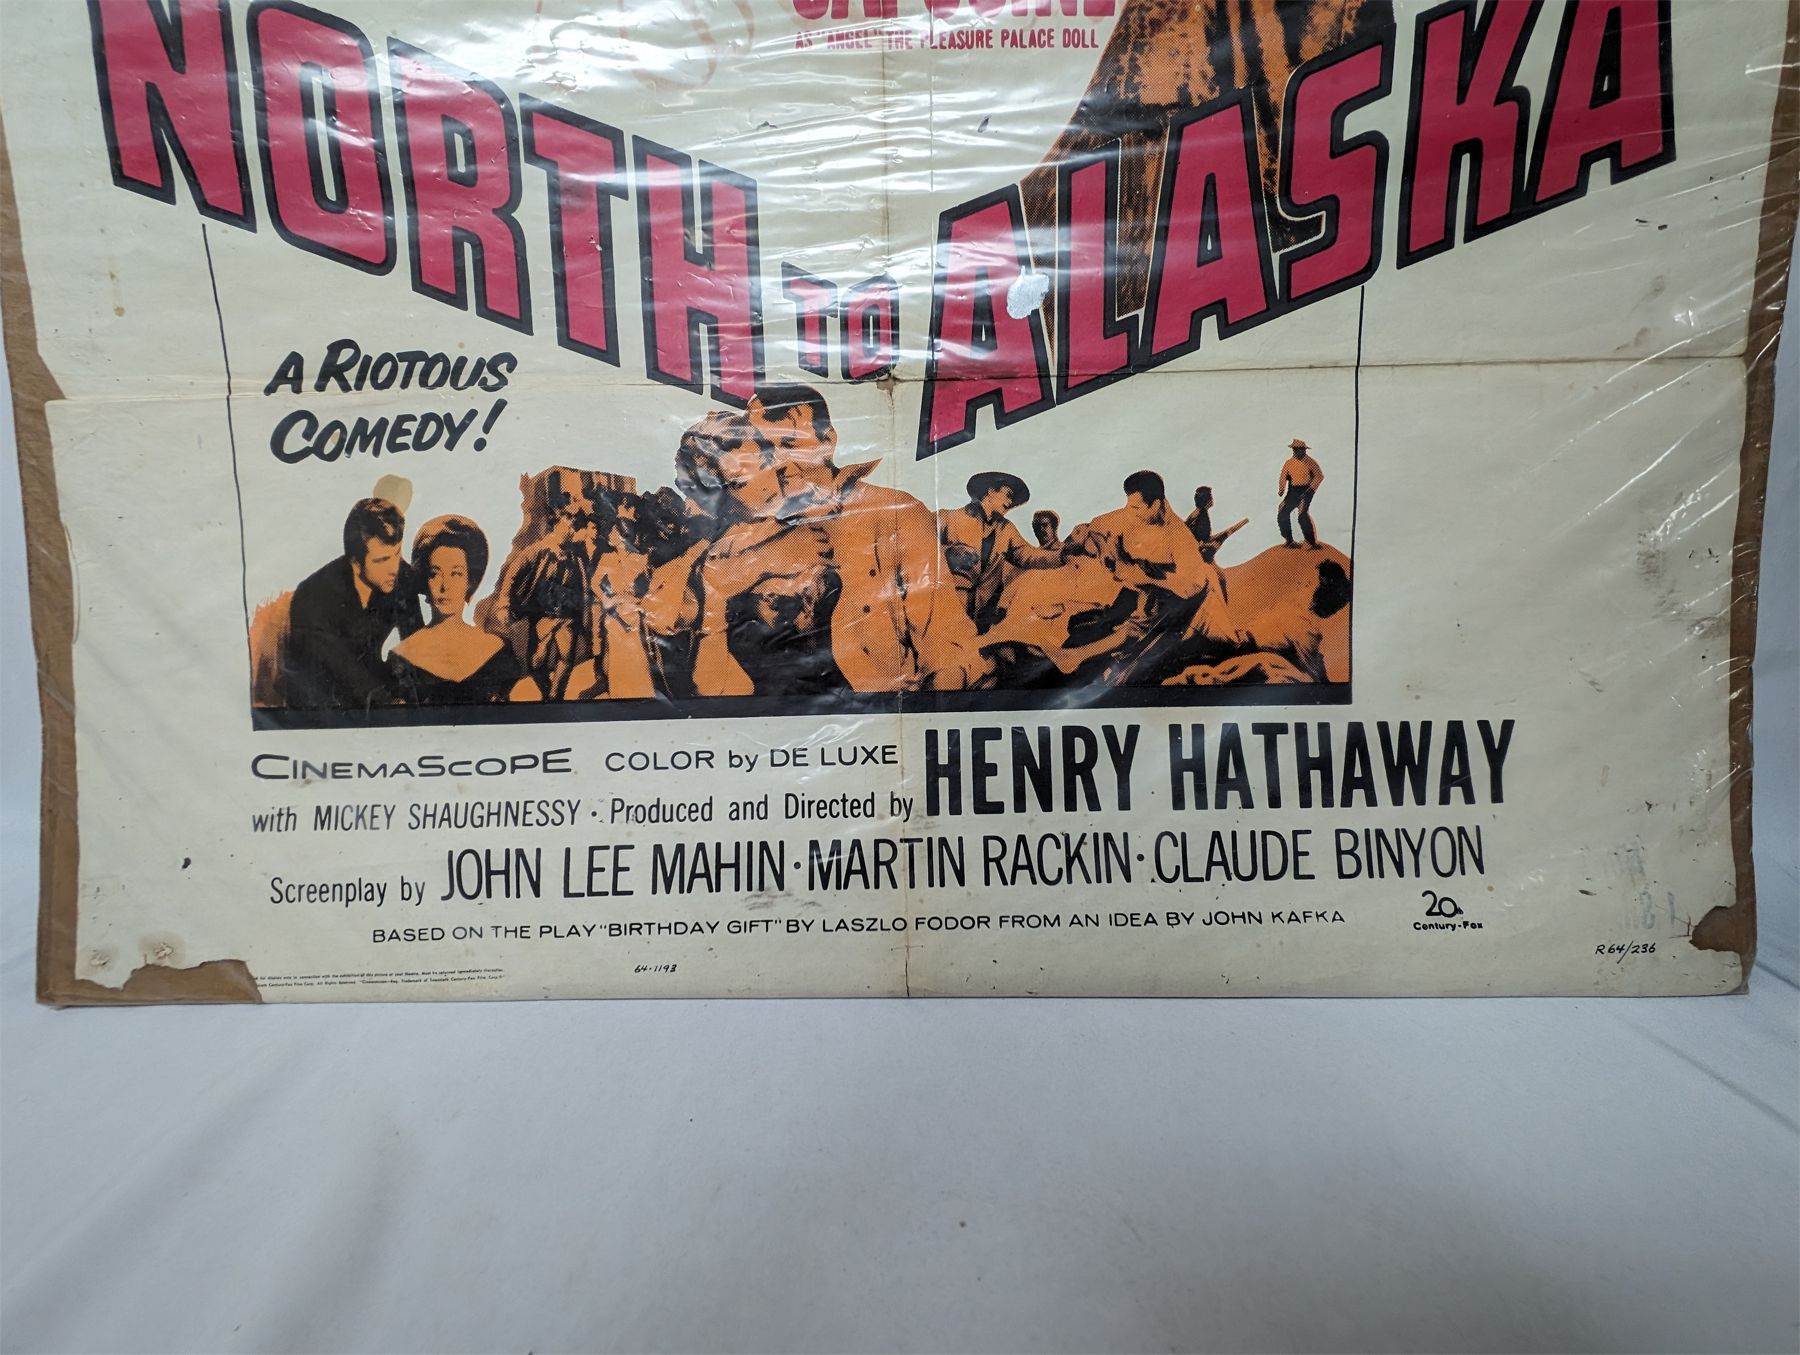 CAPUCINE
AS "ANGEL" THE PLEASURE PALACE DOLL
NORTH TO ALASKA
A RIOTOUS
COMEDY!
CINEMASCOPE COLOR by DE LUXE
with MICKEY SHAUGHNESSY · Produced and Directed by HENRY HATHAWAY
Screenplay by JOHN LEE MAHIN · MARTIN RACKIN · CLAUDE BINYON
BASED ON THE PLAY "BIRTHDAY GIFT" BY LASZLO FODOR FROM AN IDEA BY JOHN KAFKA
20th
Century-Fox
64-1193
R64/236